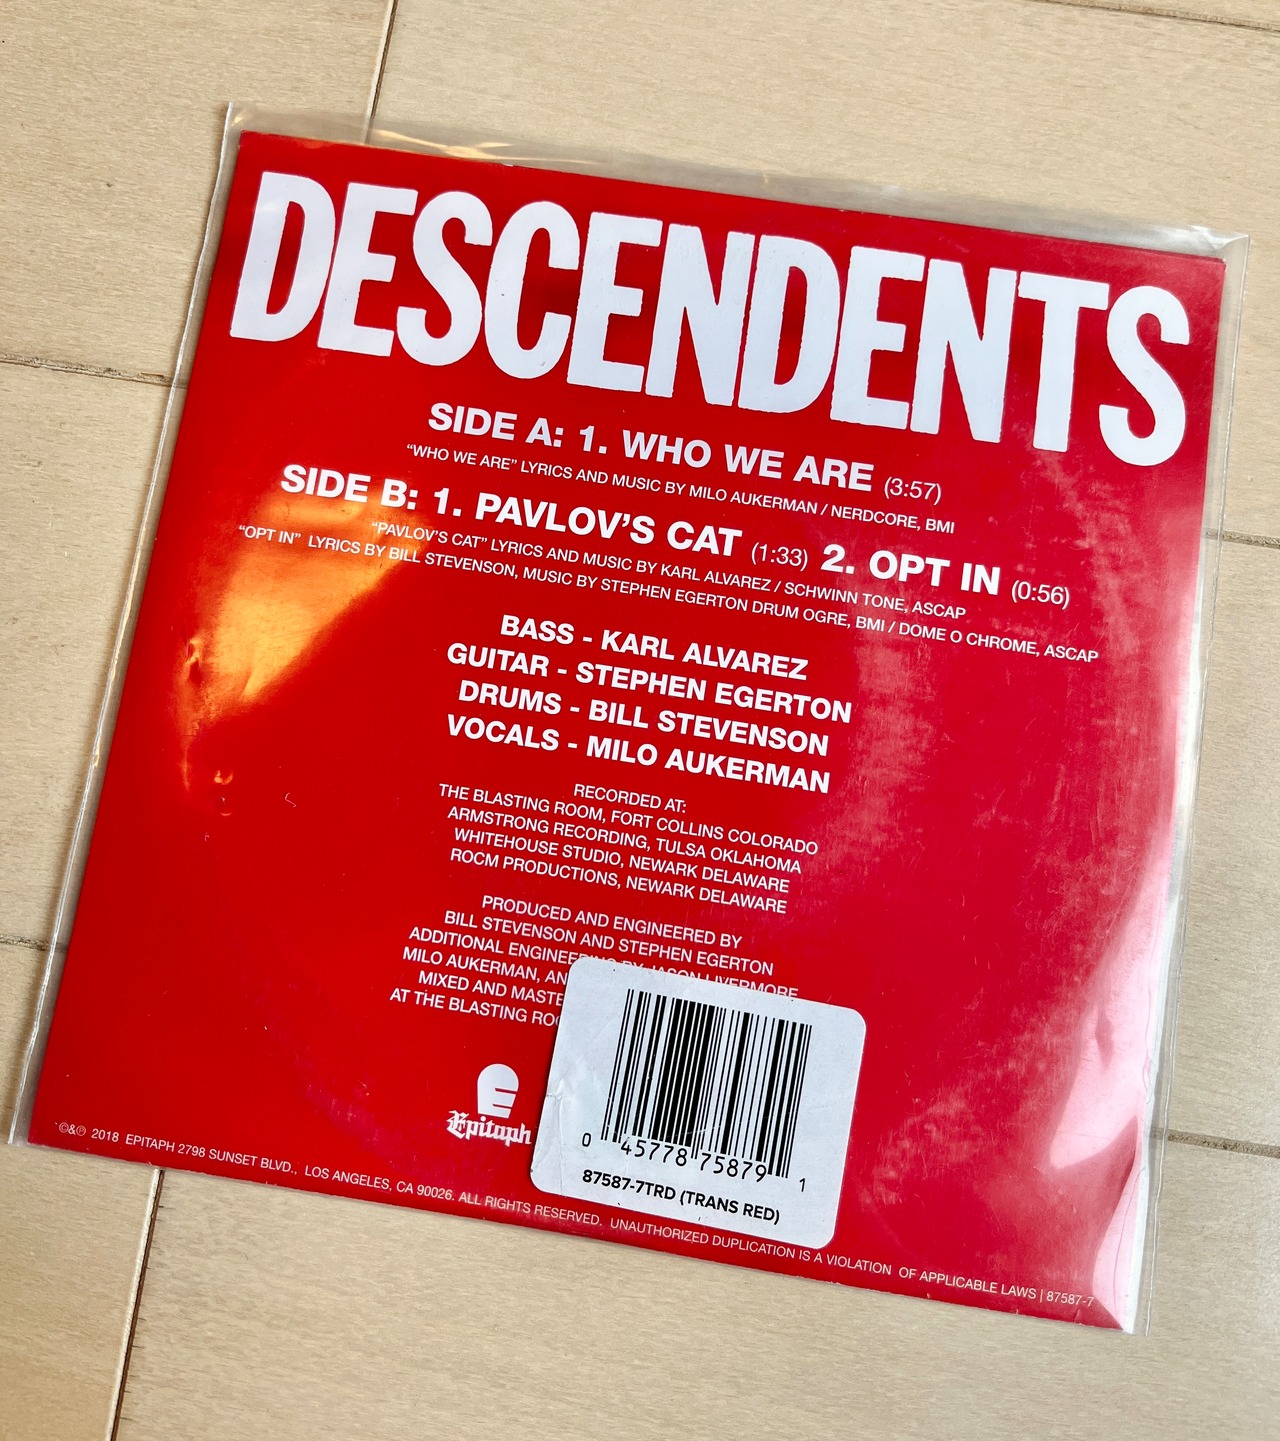 DESCENDENTS
SIDE A: 1. WHO WE ARE (3:57)
“WHO WE ARE” LYRICS AND MUSIC BY MILO AUKERMAN / NERDCORE, BMI
SIDE B: 1. PAVLOV’S CAT (1:33) 2. OPT IN (0:56)
“PAVLOV’S CAT” LYRICS AND MUSIC BY KARL ALVAREZ / SCHWINN TONE, ASCAP
“OPT IN” LYRICS BY BILL STEVENSON, MUSIC BY STEPHEN EGERTON DRUM OGRE, BMI / DOME O CHROME, ASCAP
BASS - KARL ALVAREZ
GUITAR - STEPHEN EGERTON
DRUMS - BILL STEVENSON
VOCALS - MILO AUKERMAN
RECORDED AT:
THE BLASTING ROOM, FORT COLLINS COLORADO
ARMSTRONG RECORDING, TULSA OKLAHOMA
WHITEHOUSE STUDIO, NEWARK DELAWARE
ROCM PRODUCTIONS, NEWARK DELAWARE
PRODUCED AND ENGINEERED BY
BILL STEVENSON AND STEPHEN EGERTON
ADDITIONAL ENGINEERING BY JASON LIVERMORE
MILO AUKERMAN,
MIXED AND
AT THE BLASTING
Epitaph
0 45778 75879 1
87587-7TRD (TRANS RED)
©&℗ 2018 EPITAPH 2798 SUNSET BLVD., LOS ANGELES, CA 90026. ALL RIGHTS RESERVED. UNAUTHORIZED DUPLICATION IS A VIOLATION OF APPLICABLE LAWS | 87587-7